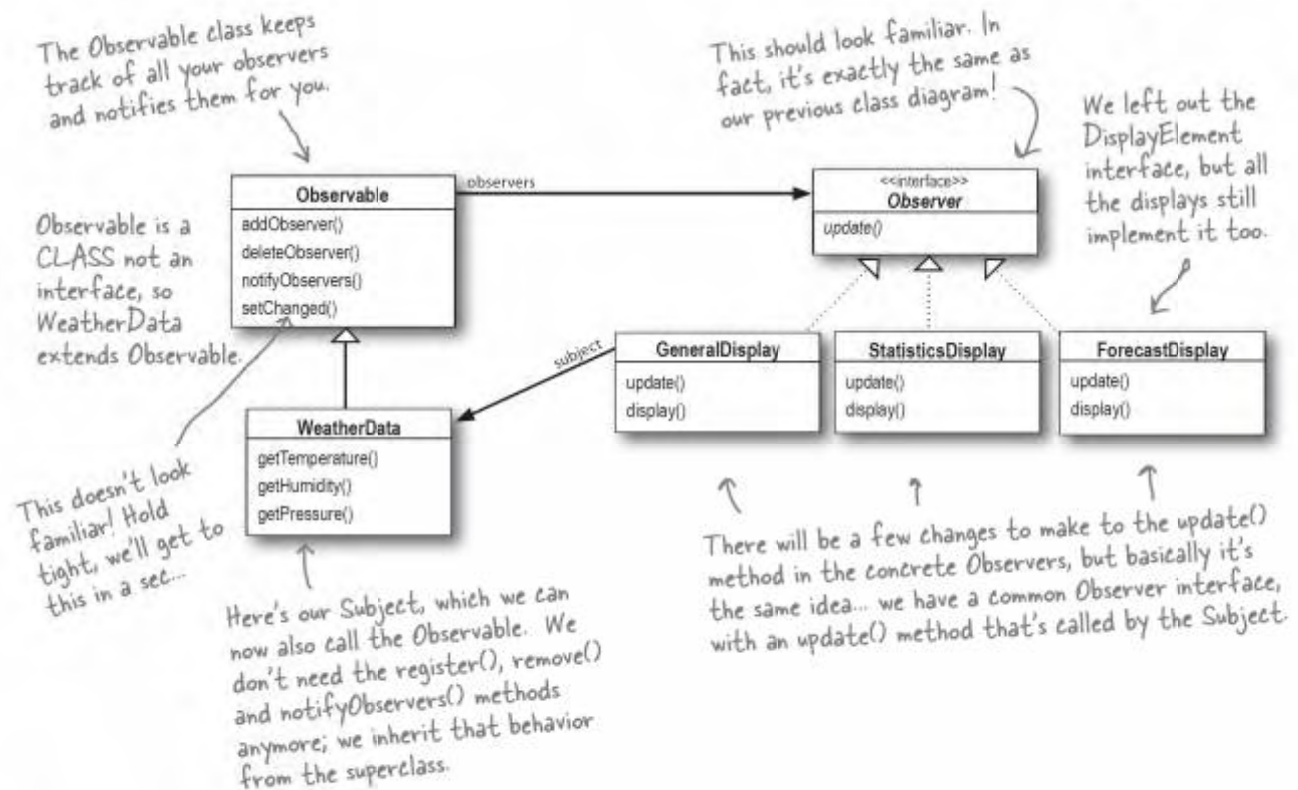 The Observable class keeps
track of all your observers
and notifies them for you.
This should look familiar. In
fact, it's exactly the same as
our previous class diagram!
We left out the
DisplayElement
interface, but all
the displays still
implement it too.
Observable is a
CLASS not an
interface, so
WeatherData
extends Observable.
Observable
addObserver()
deleteObserver()
notifyObservers()
setChanged()
observers
<<interface>>
Observer
update()
subject
GeneralDisplay
update()
display()
StatisticsDisplay
update()
display()
ForecastDisplay
update()
display()
WeatherData
getTemperature()
getHumidity()
getPressure()
This doesn't look
familiar! Hold
tight, we'll get to
this in a sec...
Here's our Subject, which we can
now also call the Observable. We
don't need the register(), remove()
and notifyObservers() methods
anymore; we inherit that behavior
from the superclass.
There will be a few changes to make to the update()
method in the concrete Observers, but basically it's
the same idea... we have a common Observer interface,
with an update() method that's called by the Subject.